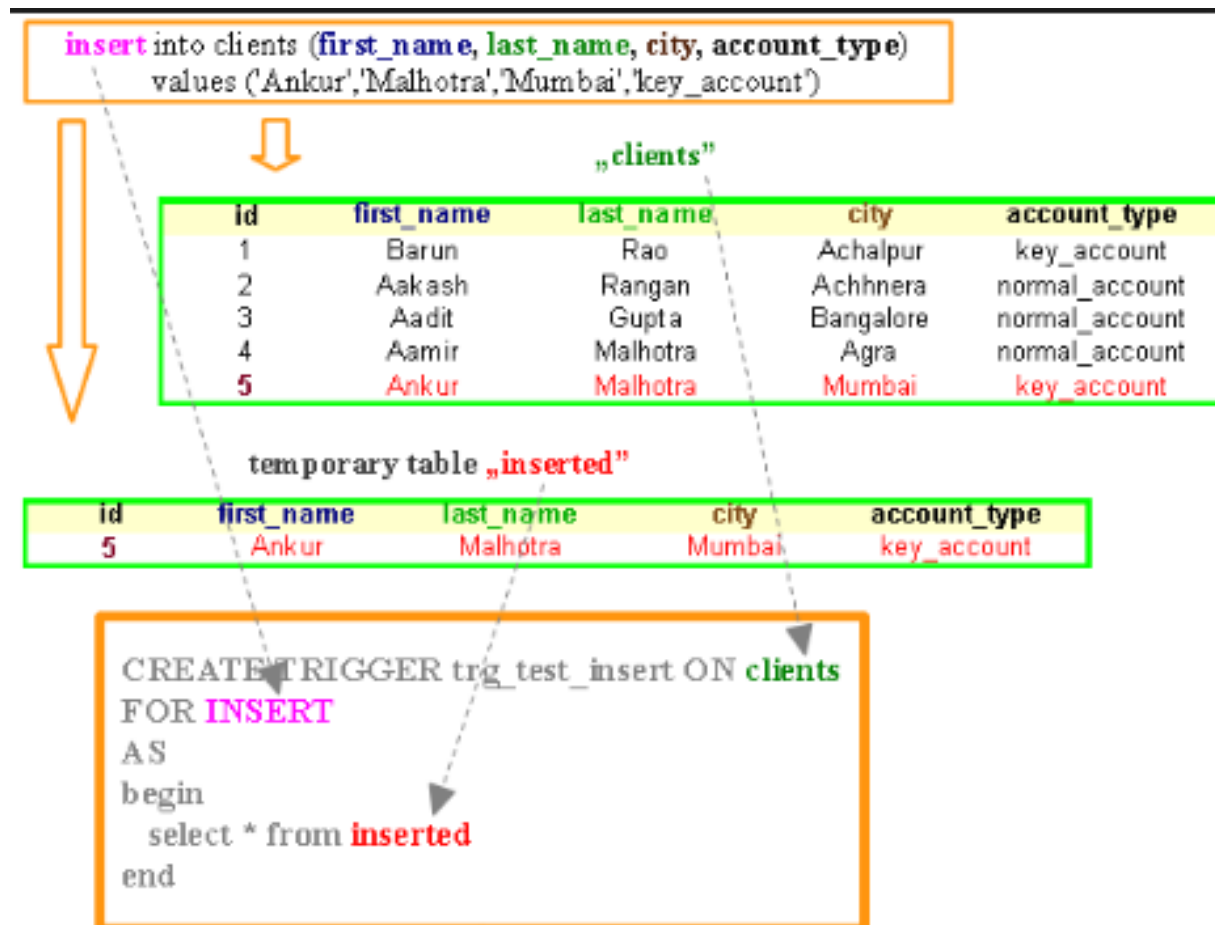 insert into clients (first_name, last_name, city, account_type)
values ('Ankur','Malhotra','Mumbai','key_account')
„clients”
id first_name last_name city account_type
1 Barun Rao Achalpur key_account
2 Aakash Rangan Achhnera normal_account
3 Aadit Gupta Bangalore normal_account
4 Aamir Malhotra Agra normal_account
5 Ankur Malhotra Mumbai key_account
temporary table „inserted”
id first_name last_name city account_type
5 Ankur Malhotra Mumbai key_account
CREATE TRIGGER trg_test_insert ON clients
FOR INSERT
AS
begin
select * from inserted
end